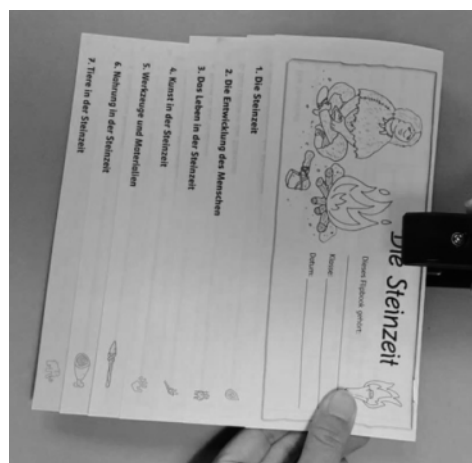 Die Steinzeit
Dieses Flipbook gehört:
Klasse:
Datum:
1. Die Steinzeit
2. Die Entwicklung des Menschen
3. Das Leben in der Steinzeit
4. Kunst in der Steinzeit
5. Werkzeuge und Materialien
6. Nahrung in der Steinzeit
7. Tiere in der Steinzeit